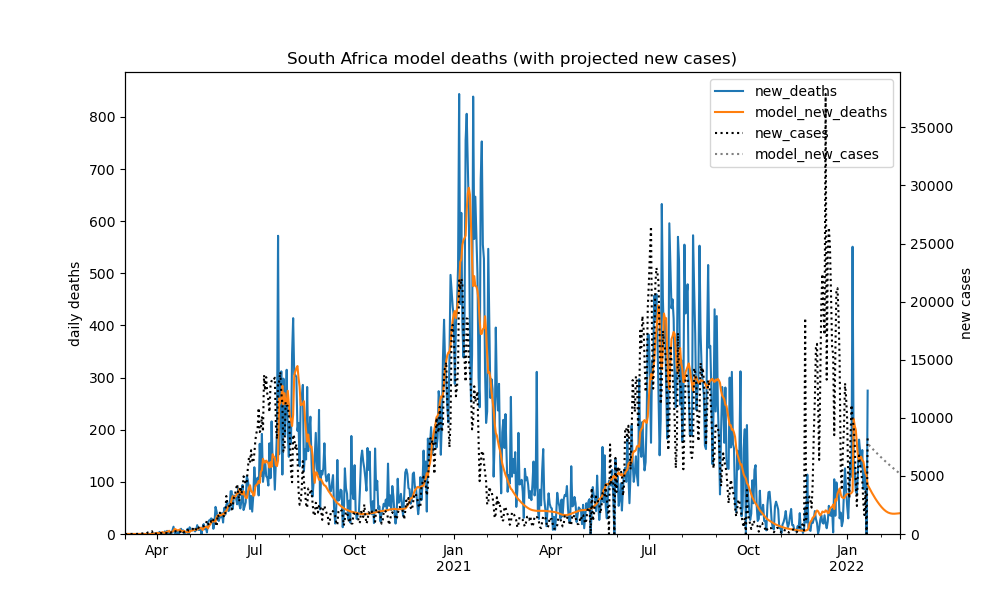 South Africa model deaths (with projected new cases)
new_deaths
model_new_deaths
new_cases
model_new_cases
daily deaths
new cases
800
700
600
500
400
300
200
100
0
35000
30000
25000
20000
15000
10000
5000
0
Apr Jul Oct Jan Apr Jul Oct Jan
2021 2022